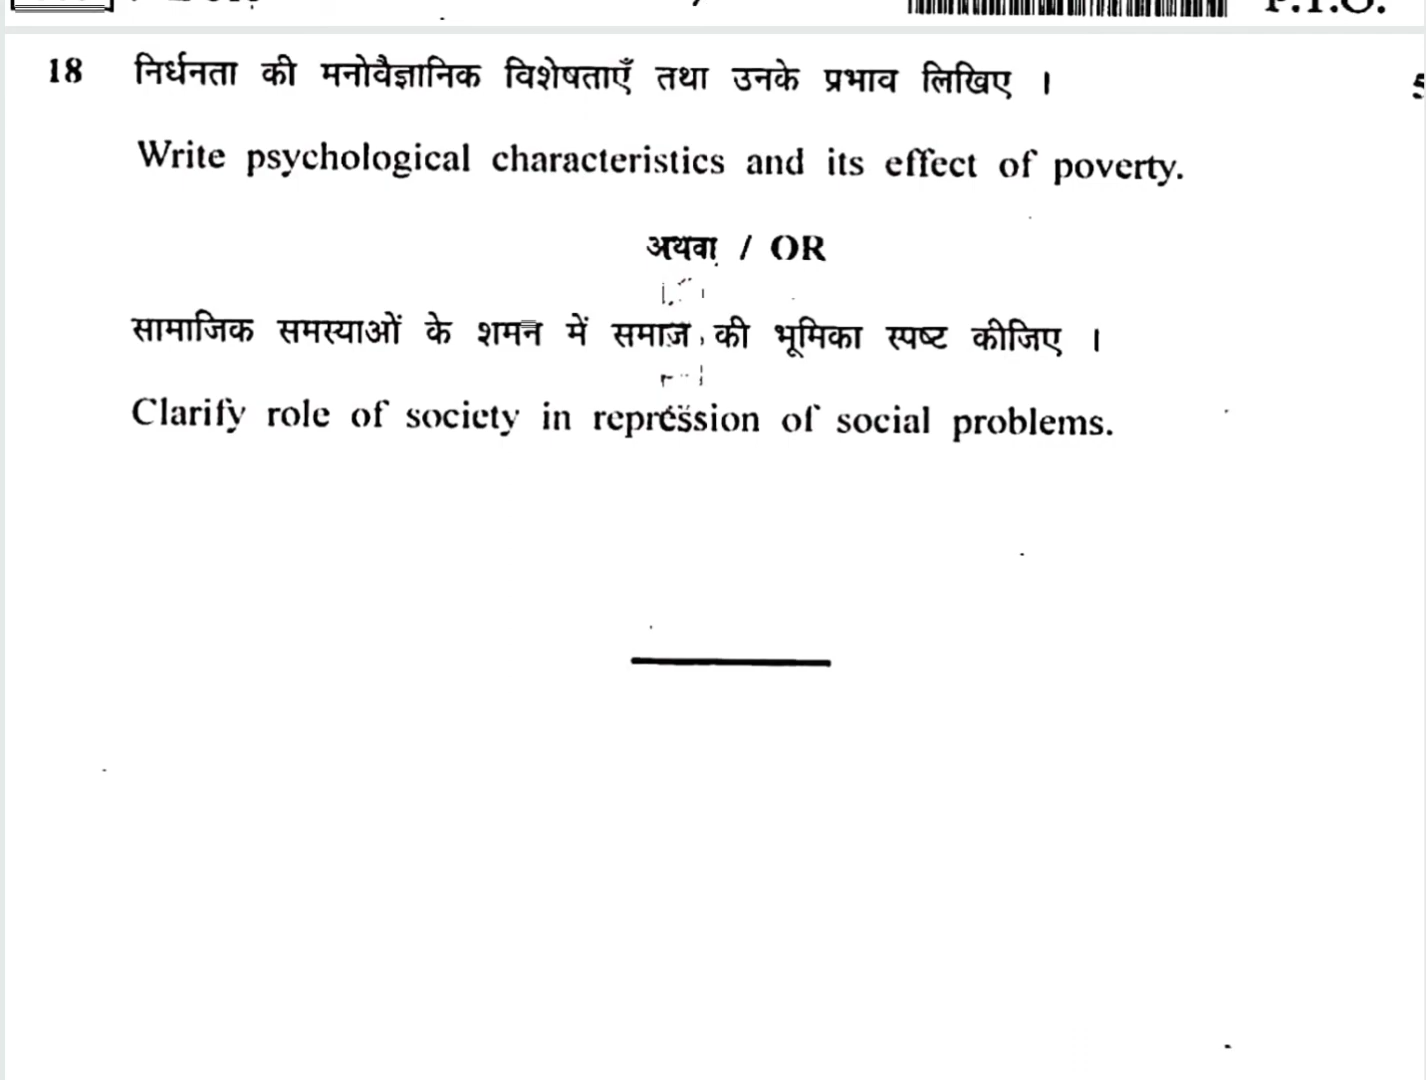 P.T.O.
18 निर्धनता की मनोवैज्ञानिक विशेषताएँ तथा उनके प्रभाव लिखिए । 5
Write psychological characteristics and its effect of poverty.
अथवा / OR
सामाजिक समस्याओं के शमन में समाज की भूमिका स्पष्ट कीजिए ।
Clarify role of society in repression of social problems.